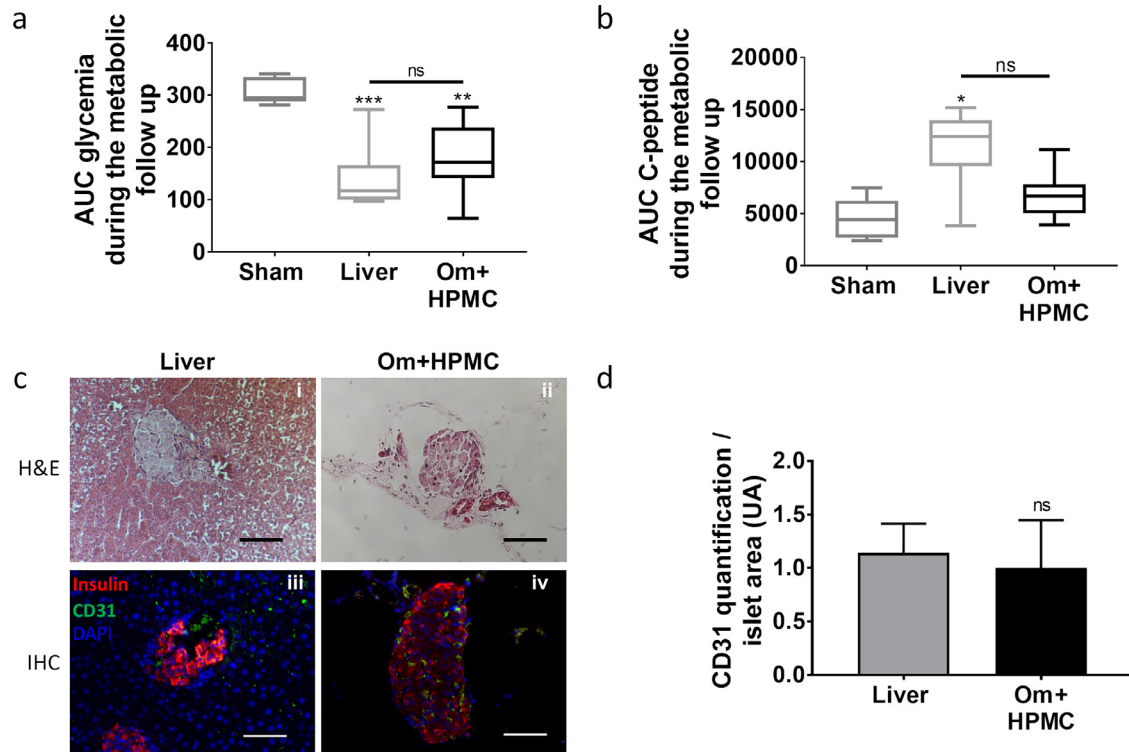 a
AUC glycemia
during the metabolic
follow up
400
300
200
100
0
***
ns
**
Sham
Liver
Om+
HPMC
b
AUC C-peptide
during the metabolic
follow up
20000
15000
10000
5000
0
*
ns
Sham
Liver
Om+
HPMC
c
Liver
Om+HPMC
H&E
i
ii
IHC
Insulin
CD31
DAPI
iii
iv
d
CD31 quantification /
islet area (UA)
2.0
1.5
1.0
0.5
0.0
ns
Liver
Om+
HPMC